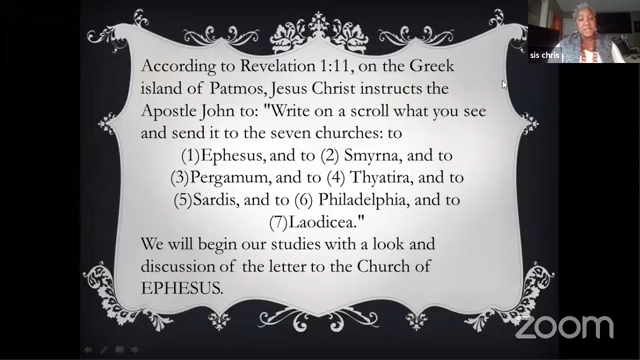 According to Revelation 1:11, on the Greek
island of Patmos, Jesus Christ instructs the
Apostle John to: "Write on a scroll what you see
and send it to the seven churches: to
(1)Ephesus, and to (2) Smyrna, and to
(3)Pergamum, and to (4) Thyatira, and to
(5)Sardis, and to (6) Philadelphia, and to
(7)Laodicea."
We will begin our studies with a look and
discussion of the letter to the Church of
EPHESUS.
sis chris
zoom